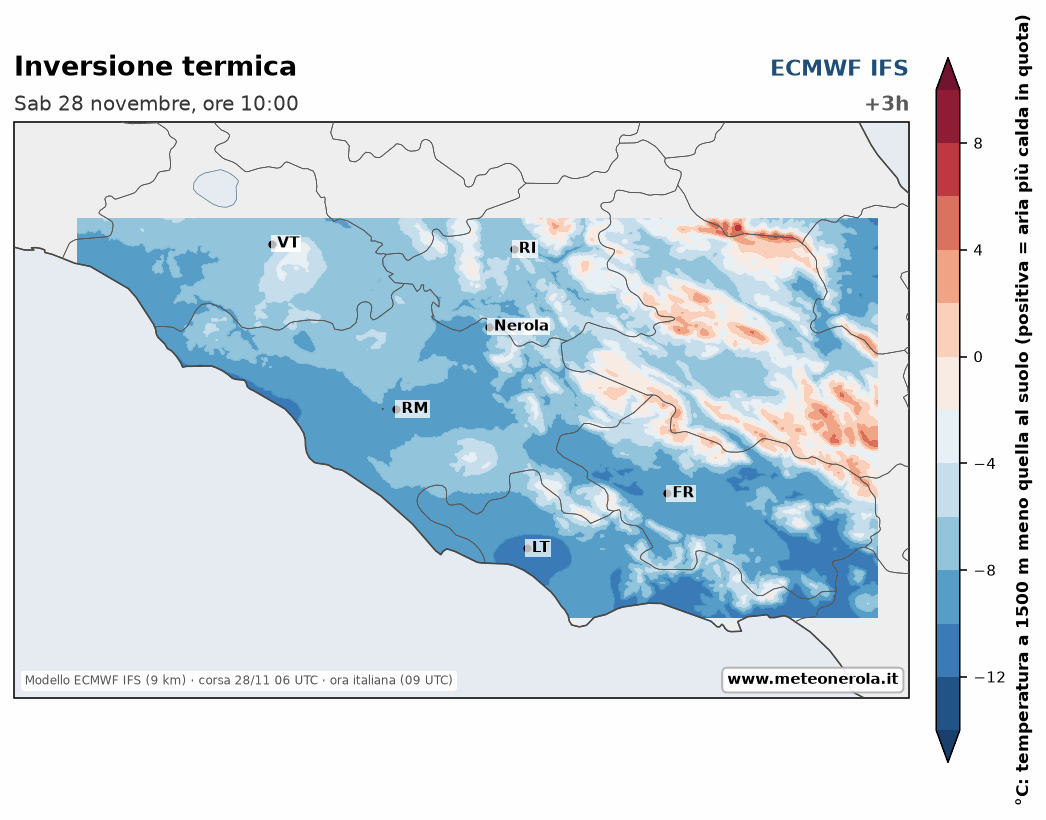 Inversione termica
ECMWF IFS
Sab 28 novembre, ore 10:00
+3h
VT
RI
Nerola
RM
FR
LT
Modello ECMWF IFS (9 km) · corsa 28/11 06 UTC · ora italiana (09 UTC)
www.meteonerola.it
8
4
0
−4
−8
−12
°C: temperatura a 1500 m meno quella al suolo (positiva = aria più calda in quota)